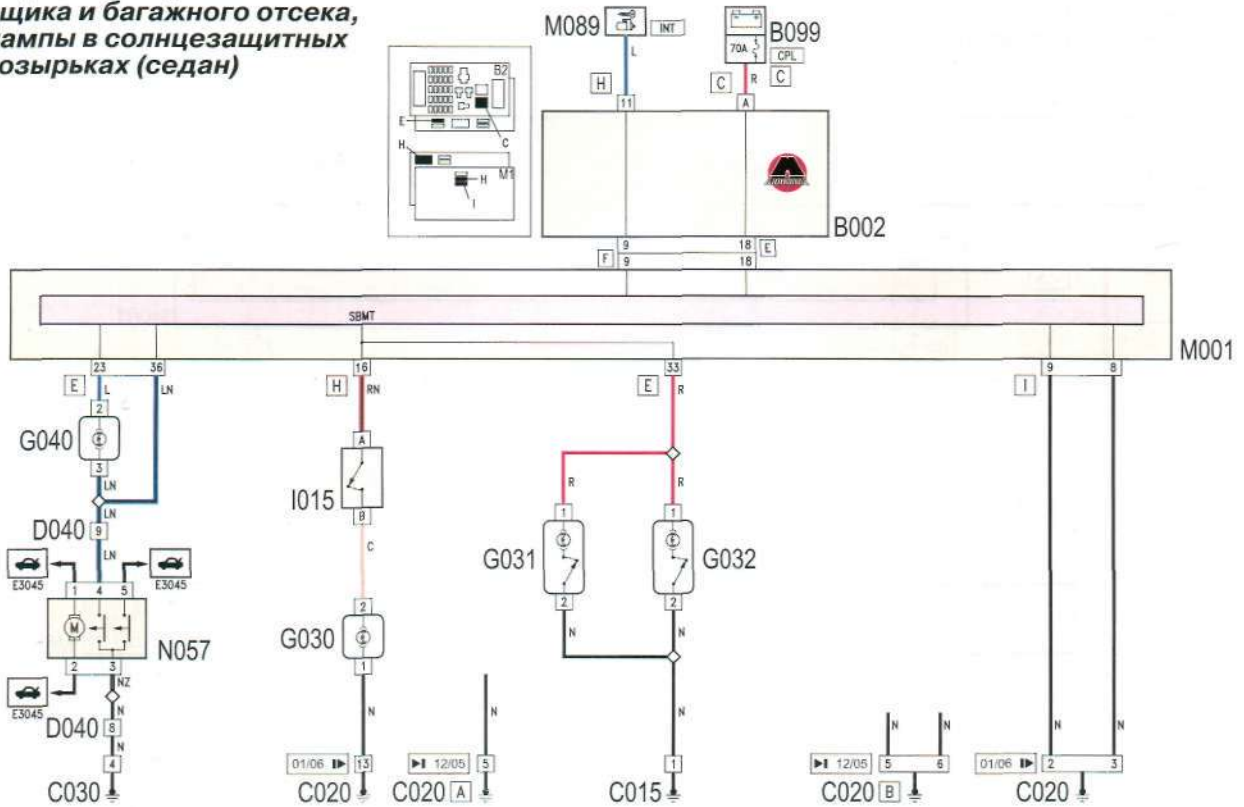 щика и багажного отсека,
ампы в солнцезащитных
озырьках (седан)
M089
INT
B099
70A
CPL
C
L
R
H
C
11
A
B2
E
C
H
M1
H
I
B002
9
18
E
F
9
18
SBMT
M001
23
36
16
33
9
8
E
L
LN
H
RN
E
R
I
2
G040
3
LN
LN
D040
9
LN
E3045
E3045
1
4
5
M
N057
2
3
NZ
E3045
N
D040
8
N
4
C030
A
I015
B
C
2
G030
1
N
01/06
13
C020
N
12/05
5
C020
A
R
R
1
1
G031
G032
2
2
N
N
N
1
C015
N
N
12/05
5
6
C020
B
N
N
01/06
2
3
C020